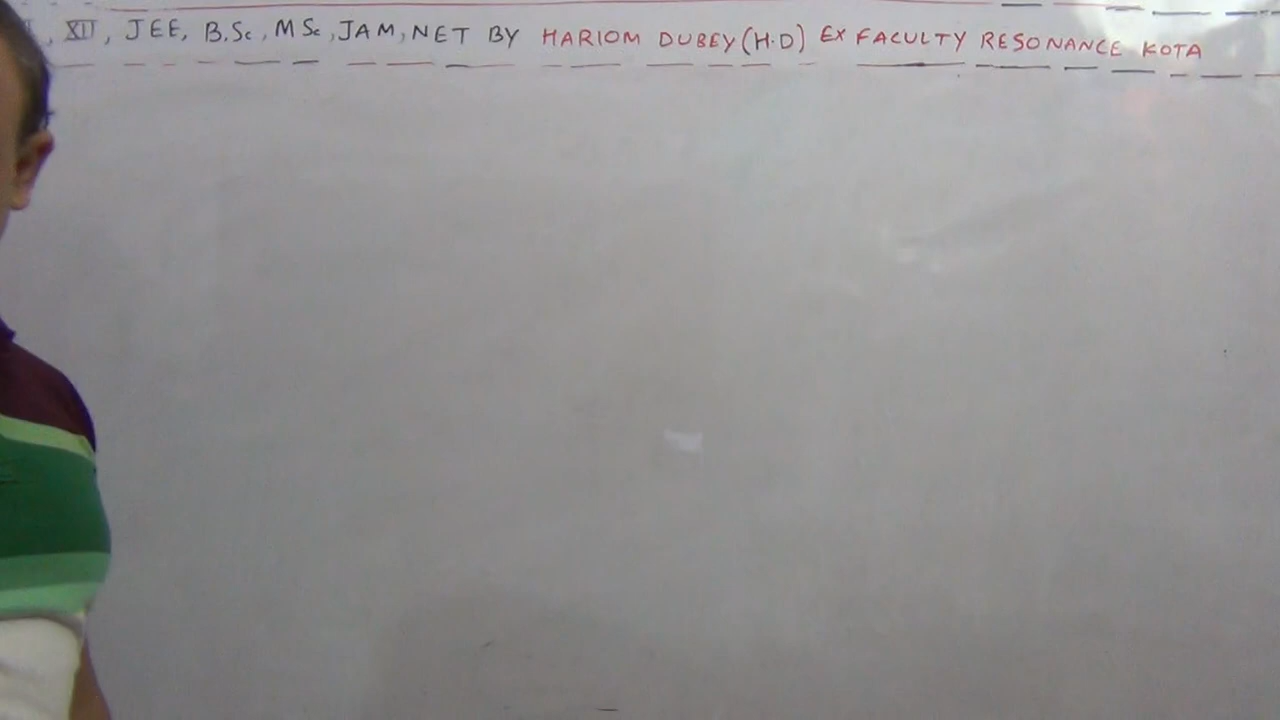 , XII, JEE, B.Sc, MSc, JAM, NET BY HARIOM DUBEY(H.D) EX FACULTY RESONANCE KOTA